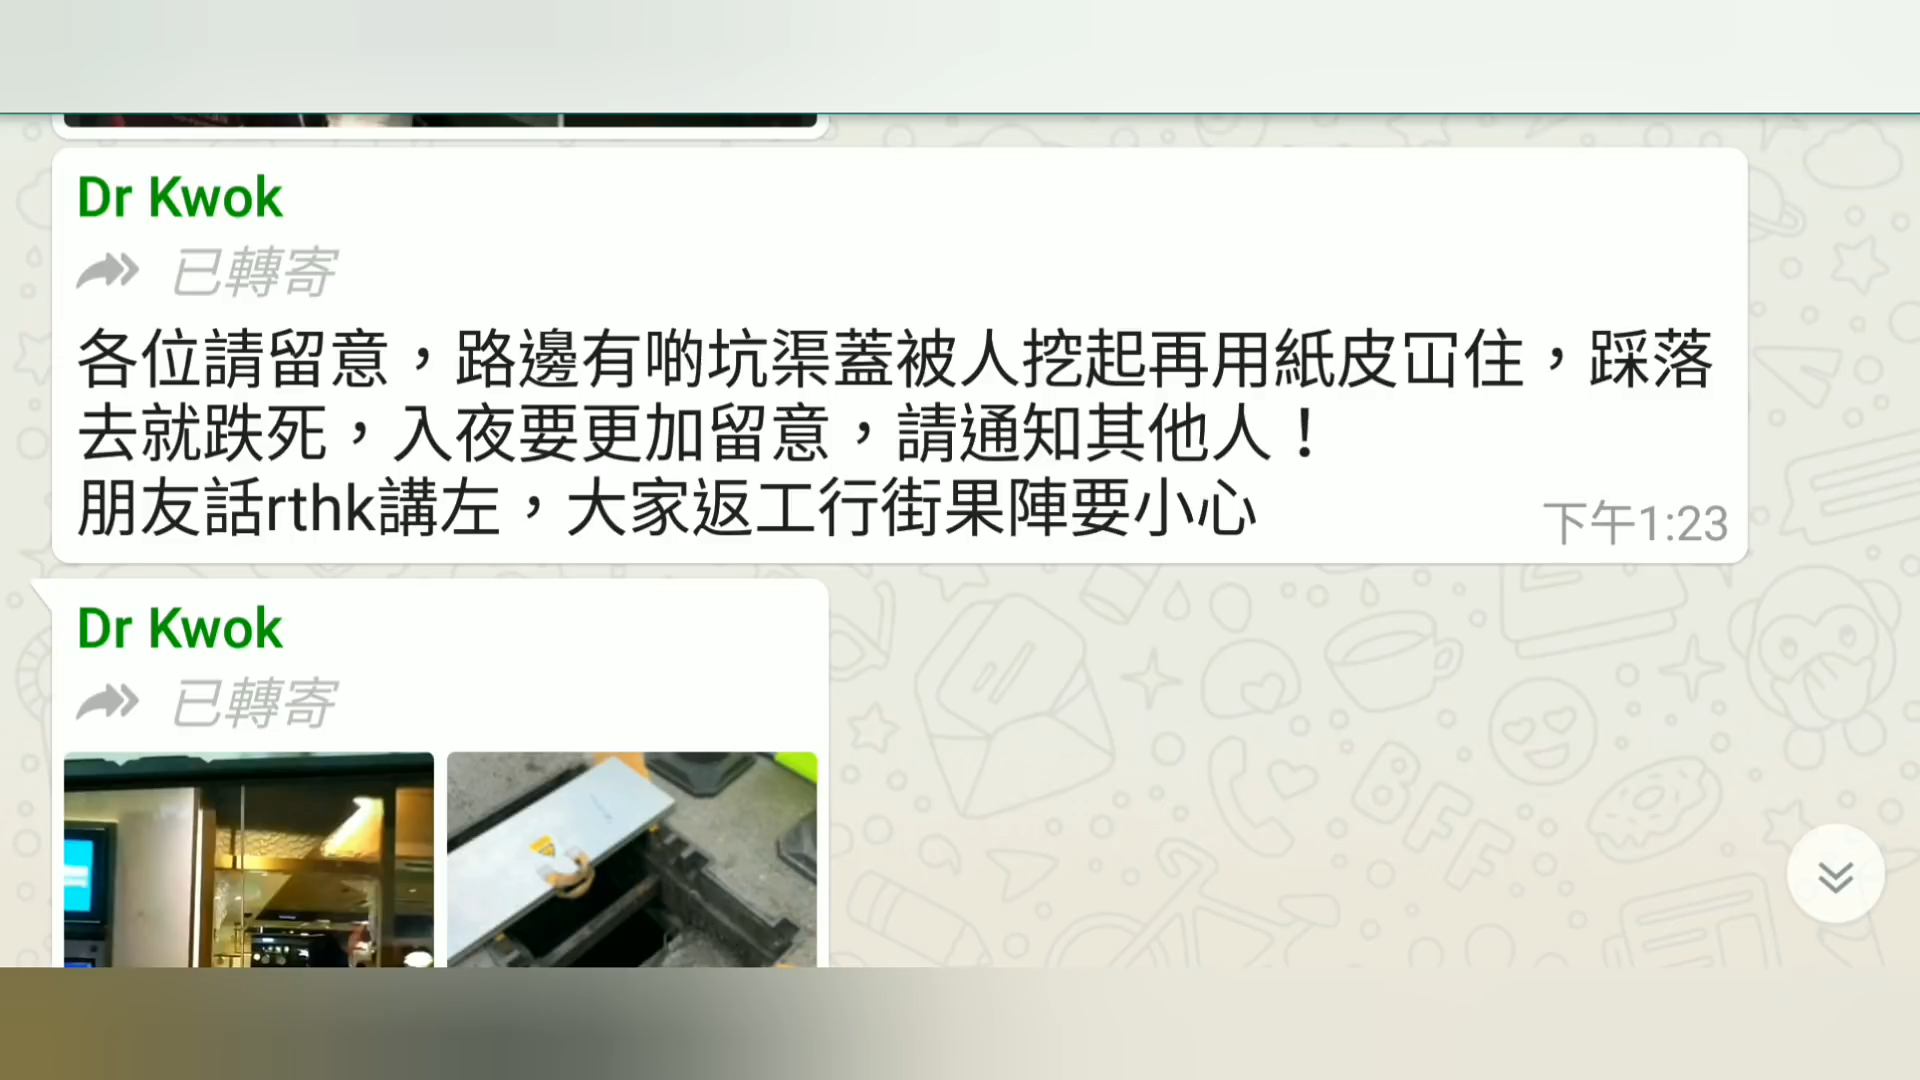 Dr Kwok
已轉寄
各位請留意，路邊有啲坑渠蓋被人挖起再用紙皮冚住，踩落
去就跌死，入夜要更加留意，請通知其他人！
朋友話rthk講左，大家返工行街果陣要小心
下午1:23
Dr Kwok
已轉寄